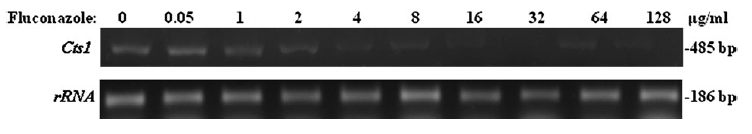 Fluconazole: 0 0.05 1 2 4 8 16 32 64 128 µg/ml
Cts1 -485 bp
rRNA -186 bp